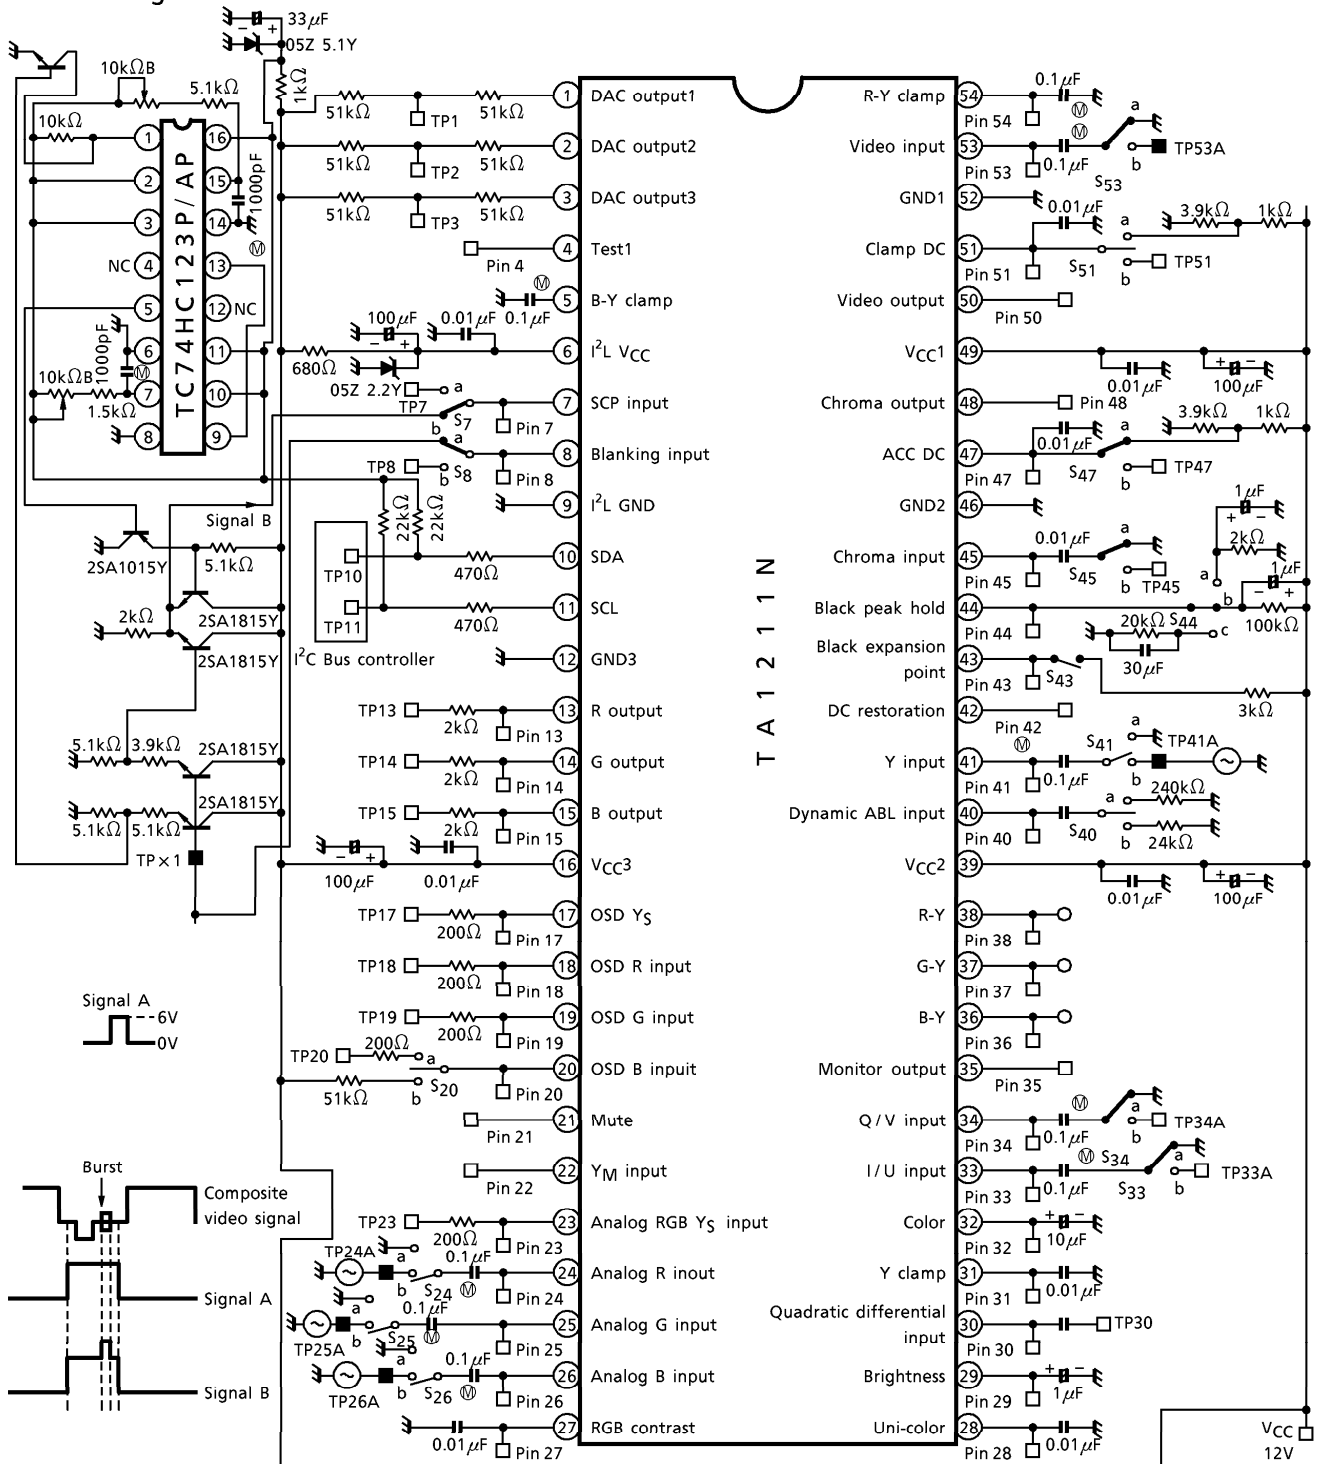 33μF
05Z 5.1Y
1kΩ
10kΩB
5.1kΩ
10kΩ
1 16
2 15
3 14
NC 4 13
5 12 NC
6 11
7 10
8 9
TC74HC123P/AP
1000pF
Ⓜ
1000pF
Ⓜ
10kΩB
1.5kΩ
51kΩ TP1 51kΩ
51kΩ TP2 51kΩ
51kΩ TP3 51kΩ
Pin 4
Ⓜ
0.1μF
100μF
− +
0.01μF
680Ω
05Z 2.2Y
TP7
a
b
S7
Pin 7
TP8
a
b
S8
Pin 8
22kΩ
22kΩ
Signal B
2SA1015Y
5.1kΩ
2kΩ
2SA1815Y
2SA1815Y
TP10
TP11
470Ω
470Ω
I²C Bus controller
5.1kΩ 3.9kΩ 2SA1815Y
2SA1815Y
5.1kΩ 5.1kΩ
TP×1
TP13 2kΩ Pin 13
TP14 2kΩ Pin 14
TP15 2kΩ Pin 15
− +
100μF 0.01μF
TP17 200Ω Pin 17
TP18 200Ω Pin 18
TP19 200Ω Pin 19
TP20 200Ω a
51kΩ b S20 Pin 20
Pin 21
Pin 22
TP23 200Ω Pin 23
TP24A a b S24 0.1μF Ⓜ Pin 24
TP25A a b S25 0.1μF Ⓜ Pin 25
TP26A a b S26 0.1μF Ⓜ Pin 26
0.01μF Pin 27
Signal A
6V
0V
Burst
Composite
video signal
Signal A
Signal B
TA1211N
1 DAC output1
2 DAC output2
3 DAC output3
4 Test1
5 B-Y clamp
6 I²L VCC
7 SCP input
8 Blanking input
9 I²L GND
10 SDA
11 SCL
12 GND3
13 R output
14 G output
15 B output
16 VCC3
17 OSD YS
18 OSD R input
19 OSD G input
20 OSD B inpuit
21 Mute
22 YM input
23 Analog RGB YS input
24 Analog R inout
25 Analog G input
26 Analog B input
27 RGB contrast
R-Y clamp 54
Video input 53
GND1 52
Clamp DC 51
Video output 50
VCC1 49
Chroma output 48
ACC DC 47
GND2 46
Chroma input 45
Black peak hold 44
Black expansion
point 43
DC restoration 42
Y input 41
Dynamic ABL input 40
VCC2 39
R-Y 38
G-Y 37
B-Y 36
Monitor output 35
Q/V input 34
I/U input 33
Color 32
Y clamp 31
Quadratic differential
input 30
Brightness 29
Uni-color 28
Pin 54 0.1μF Ⓜ
Pin 53 Ⓜ 0.1μF a b S53 TP53A
0.01μF 3.9kΩ 1kΩ
Pin 51 S51 a b TP51
Pin 50
0.01μF
+ −
100μF
Pin 48
3.9kΩ 1kΩ
0.01μF
Pin 47 S47 a b TP47
1μF
+ −
2kΩ
0.01μF
Pin 45 S45 a b TP45
1μF
− +
a
b
Pin 44 20kΩ S44 c 100kΩ
30μF
Pin 43 S43
3kΩ
Pin 42
Ⓜ
Pin 41 0.1μF S41 a b TP41A
240kΩ
Pin 40 S40 a b 24kΩ
0.01μF
+ −
100μF
Pin 38
Pin 37
Pin 36
Pin 35
Pin 34 0.1μF Ⓜ S34 a b TP34A
Pin 33 0.1μF Ⓜ S33 a b TP33A
Pin 32 + − 10μF
Pin 31 0.01μF
Pin 30 TP30
Pin 29 + − 1μF
Pin 28 0.01μF
VCC
12V